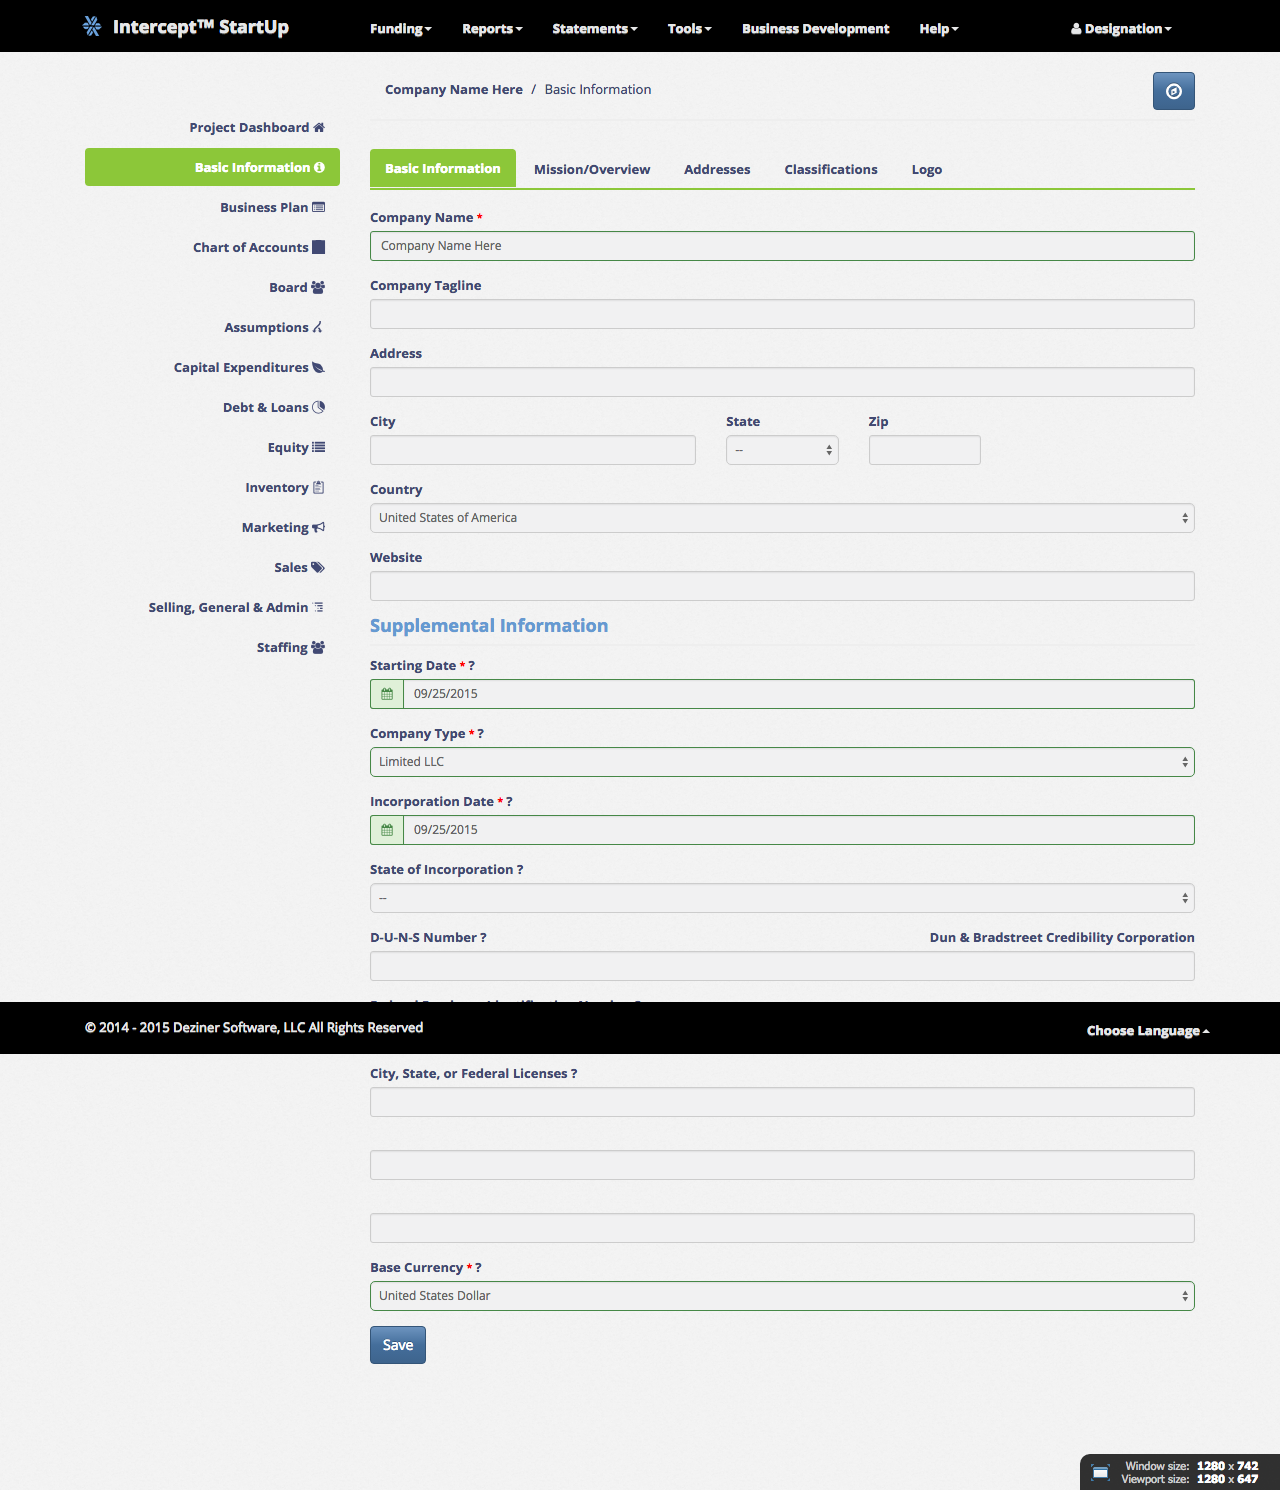 Intercept™ StartUp
Funding
Reports
Statements
Tools
Business Development
Help
Designation
Company Name Here / Basic Information
Project Dashboard
Basic Information
Business Plan
Chart of Accounts
Board
Assumptions
Capital Expenditures
Debt & Loans
Equity
Inventory
Marketing
Sales
Selling, General & Admin
Staffing
Basic Information
Mission/Overview
Addresses
Classifications
Logo
Company Name *
Company Name Here
Company Tagline
Address
City
State
Zip
--
Country
United States of America
Website
Supplemental Information
Starting Date * ?
09/25/2015
Company Type * ?
Limited LLC
Incorporation Date * ?
09/25/2015
State of Incorporation ?
--
D-U-N-S Number ?
Dun & Bradstreet Credibility Corporation
© 2014 - 2015 Deziner Software, LLC All Rights Reserved
Choose Language
City, State, or Federal Licenses ?
Base Currency * ?
United States Dollar
Save
Window size: 1280 x 742
Viewport size: 1280 x 647